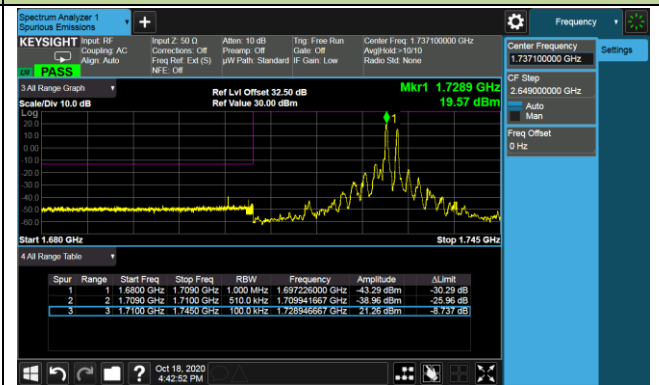 Spectrum Analyzer 1
Spurious Emissions
+
Frequency
KEYSIGHT Input: RF
Coupling: AC
Align: Auto
Input Z: 50 Ω
Corrections: Off
Freq Ref: Ext (S)
NFE: Off
Atten: 10 dB
Preamp: Off
µW Path: Standard
Trig: Free Run
Gate: Off
IF Gain: Low
Center Freq: 1.737100000 GHz
Avg|Hold:>10/10
Radio Std: None
PASS
Center Frequency
1.737100000 GHz
Settings
CF Step
2.649000000 GHz
Auto
Man
Freq Offset
0 Hz
3 All Range Graph
Scale/Div 10.0 dB
Ref Lvl Offset 32.50 dB
Ref Value 30.00 dBm
Mkr1 1.7289 GHz
19.57 dBm
Log
20.0
10.0
0.00
-10.0
-20.0
-30.0
-40.0
-50.0
-60.0
1
Start 1.680 GHz
Stop 1.745 GHz
4 All Range Table
Spur Range Start Freq Stop Freq RBW Frequency Amplitude ΔLimit
1 1 1.6800 GHz 1.7090 GHz 1.000 MHz 1.697226000 GHz -43.29 dBm -30.29 dB
2 2 1.7090 GHz 1.7100 GHz 510.0 kHz 1.709941667 GHz -38.96 dBm -25.96 dB
3 3 1.7100 GHz 1.7450 GHz 100.0 kHz 1.728946667 GHz 21.26 dBm -8.737 dB
?
Oct 18, 2020
4:42:52 PM